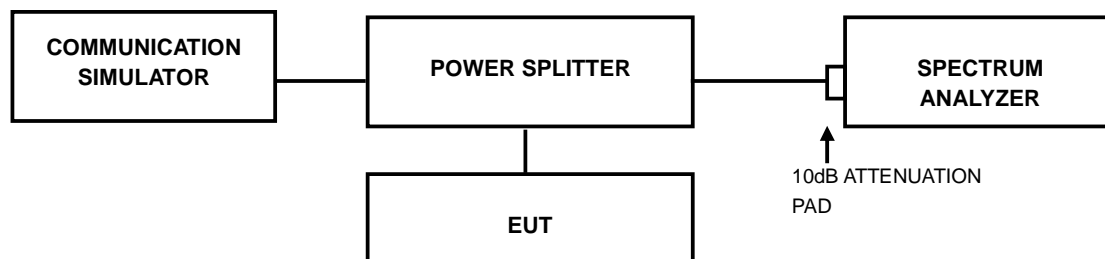 COMMUNICATION
SIMULATOR
POWER SPLITTER
SPECTRUM
ANALYZER
10dB ATTENUATION
PAD
EUT